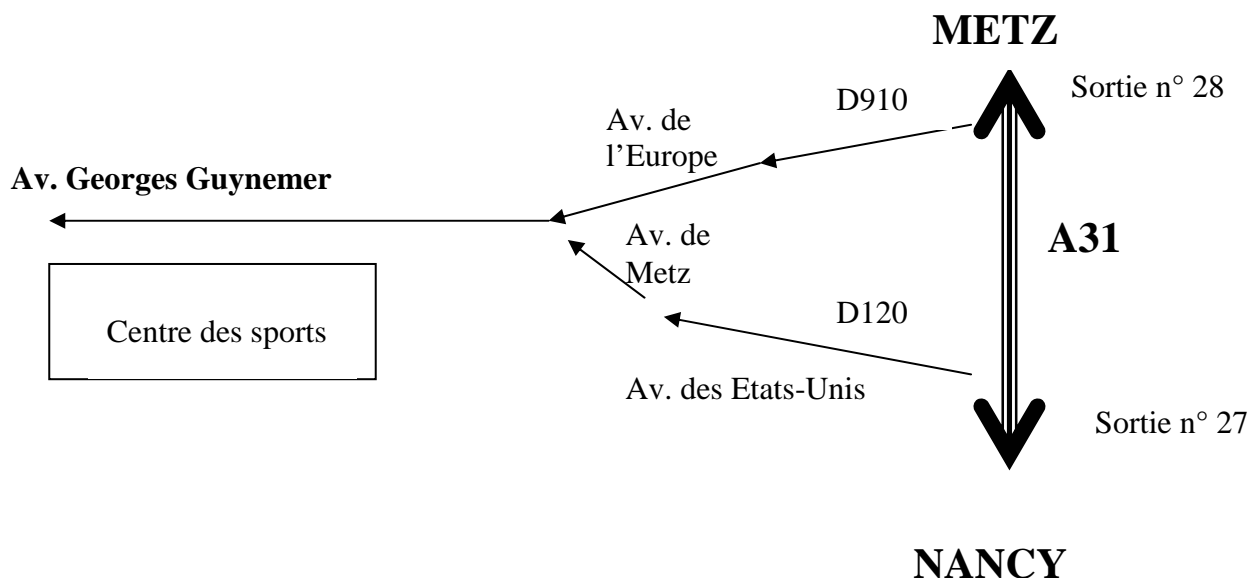 METZ
Sortie n° 28
D910
Av. de
l’Europe
Av. Georges Guynemer
Av. de
Metz
A31
D120
Centre des sports
Av. des Etats-Unis
Sortie n° 27
NANCY